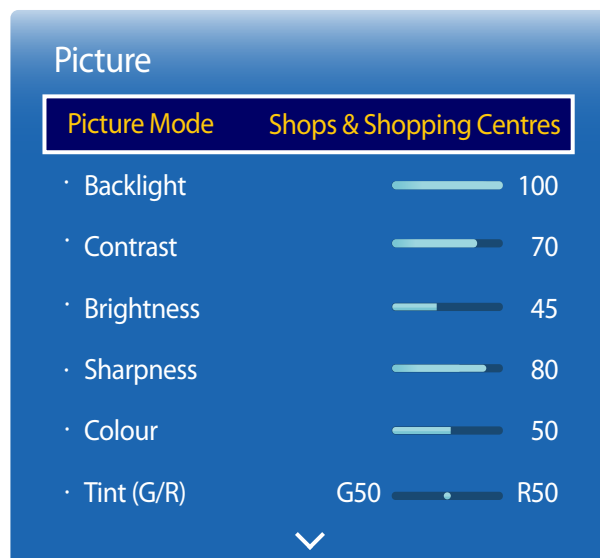 Picture
Picture Mode Shops & Shopping Centres
· Backlight 100
· Contrast 70
· Brightness 45
· Sharpness 80
· Colour 50
· Tint (G/R) G50 R50